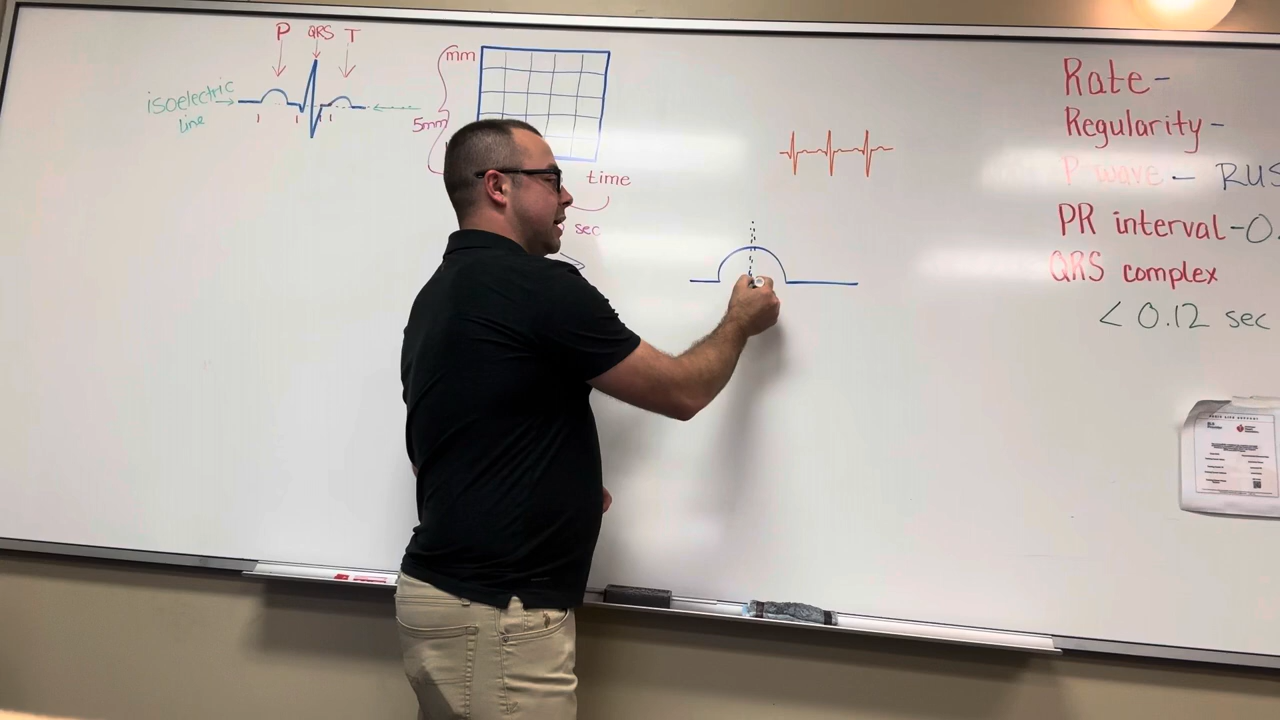 P QRS T
isoelectric
line
mm
5mm
time
sec
Rate-
Regularity-
P wave- RUS
PR interval-0.
QRS complex
< 0.12 sec